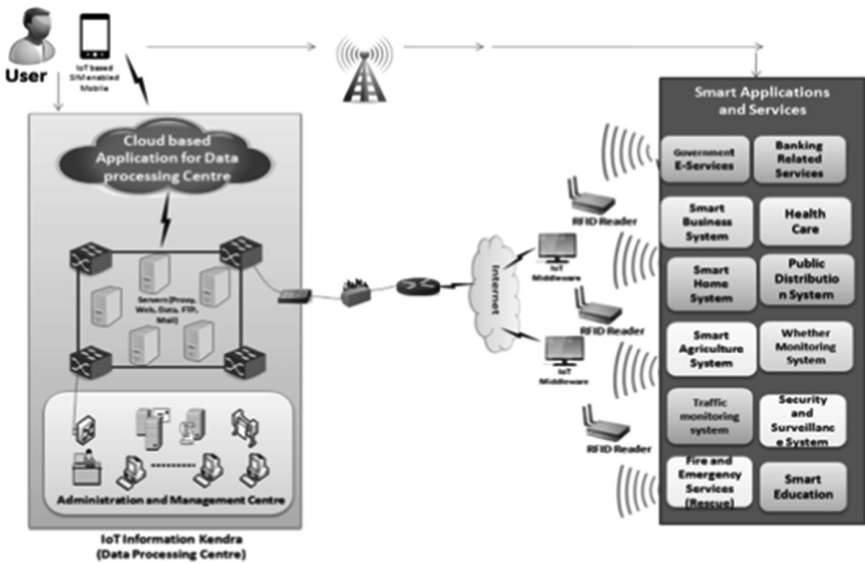 User
IoT based
SIM enabled
Mobile
Cloud based
Application for Data
processing Centre
Servers (Proxy,
Web, Data, FTP,
Mail)
Administration and Management Centre
IoT Information Kendra
(Data Processing Centre)
Internet
RFID Reader
IoT
Middleware
RFID Reader
IoT
Middleware
RFID Reader
Smart Applications
and Services
Government
E-Services
Banking
Related
Services
Smart
Business
System
Health
Care
Smart
Home
System
Public
Distributio
n System
Smart
Agriculture
System
Whether
Monitoring
System
Traffic
monitoring
system
Security
and
Surveillanc
e System
Fire and
Emergency
Services
(Rescue)
Smart
Education